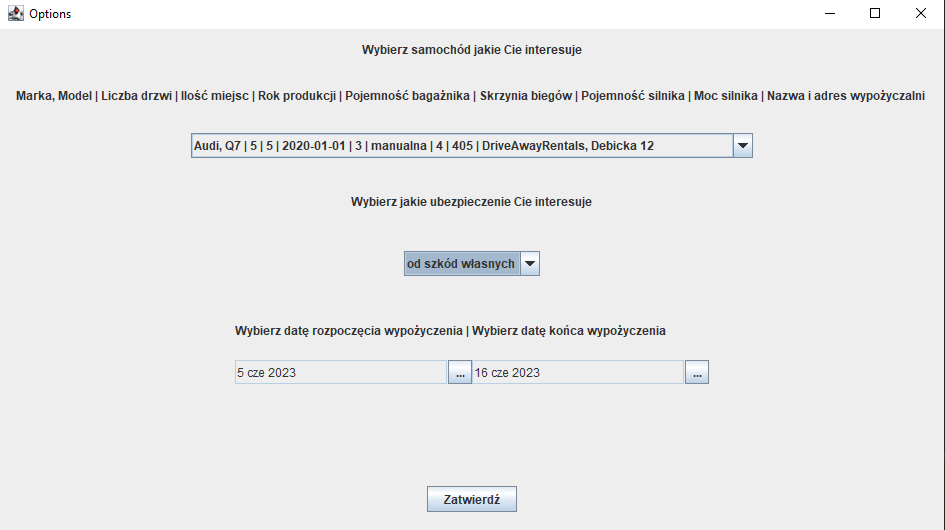 Options
Wybierz samochód jakie Cie interesuje
Marka, Model | Liczba drzwi | Ilość miejsc | Rok produkcji | Pojemność bagażnika | Skrzynia biegów | Pojemność silnika | Moc silnika | Nazwa i adres wypożyczalni
Audi, Q7 | 5 | 5 | 2020-01-01 | 3 | manualna | 4 | 405 | DriveAwayRentals, Debicka 12
Wybierz jakie ubezpieczenie Cie interesuje
od szkód własnych
Wybierz datę rozpoczęcia wypożyczenia | Wybierz datę końca wypożyczenia
5 cze 2023 ... 16 cze 2023 ...
Zatwierdź